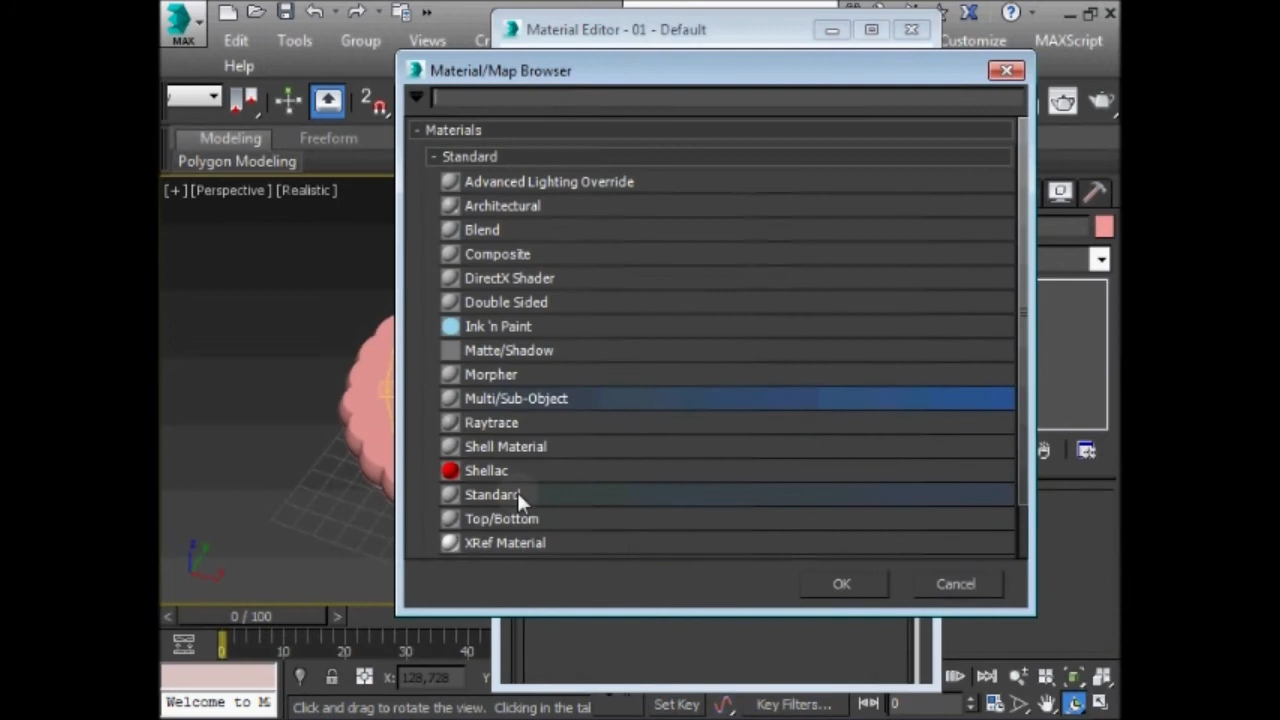 Material Editor - 01 - Default
MAX
Edit Tools Group Views Customize MAXScript
Help
Material/Map Browser
Modeling Freeform
Polygon Modeling
[+] [Perspective] [Realistic]
- Materials
- Standard
Advanced Lighting Override
Architectural
Blend
Composite
DirectX Shader
Double Sided
Ink 'n Paint
Matte/Shadow
Morpher
Multi/Sub-Object
Raytrace
Shell Material
Shellac
Standard
Top/Bottom
XRef Material
OK Cancel
< 0 / 100 >
0 10 20 30 40
X: 128,728 Y
Welcome to M
Click and drag to rotate the view. Clicking in the tal
Set Key Key Filters... 0